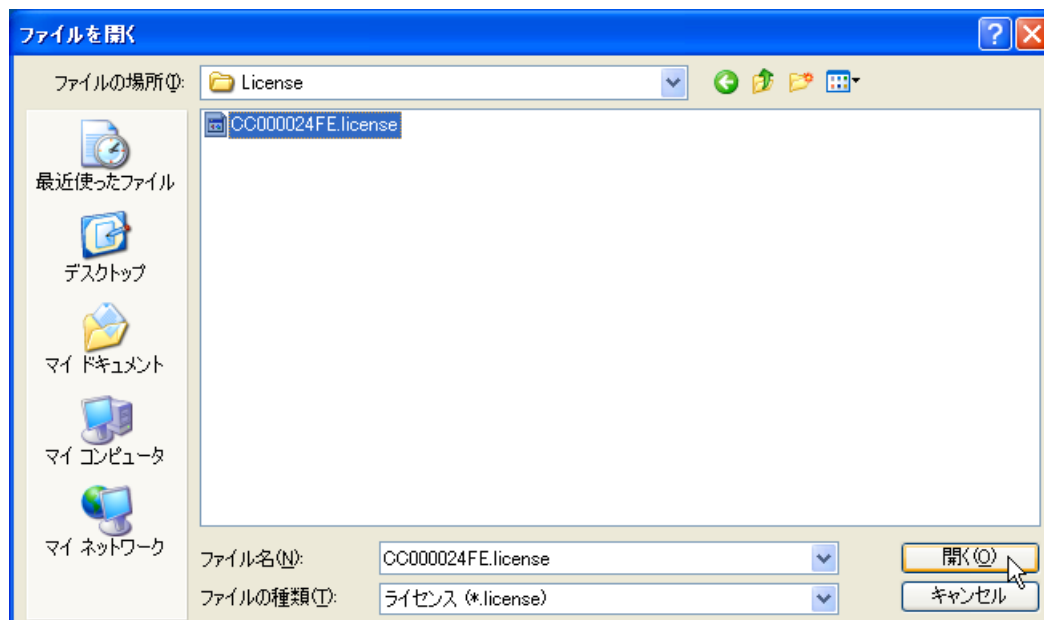 ファイルを開く
ファイルの場所(I):
License
CC000024FE.license
最近使ったファイル
デスクトップ
マイ ドキュメント
マイ コンピュータ
マイ ネットワーク
ファイル名(N):
CC000024FE.license
開く(O)
ファイルの種類(T):
ライセンス (*.license)
キャンセル